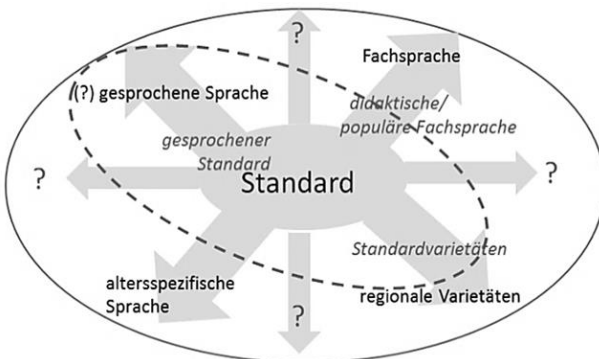 ?
Fachsprache
(?) gesprochene Sprache
didaktische/
populäre Fachsprache
gesprochener
Standard
?
Standard
?
Standardvarietäten
altersspezifische
Sprache
regionale Varietäten
?